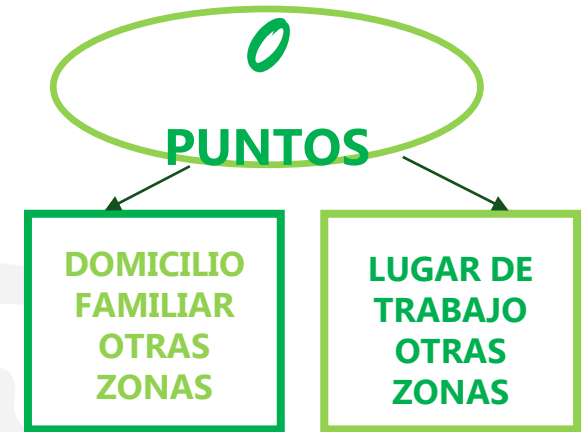 0
PUNTOS
DOMICILIO
FAMILIAR
OTRAS
ZONAS
LUGAR DE
TRABAJO
OTRAS
ZONAS